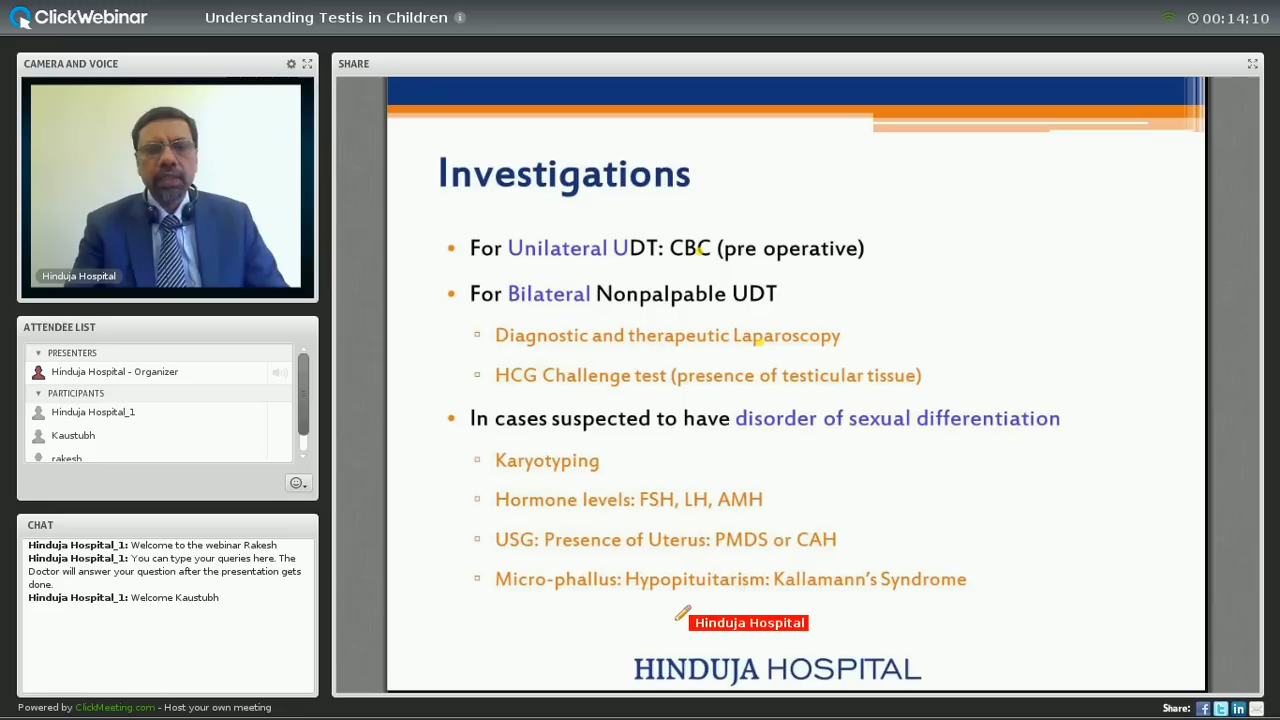 ClickWebinar
Understanding Testis in Children
00:14:10
CAMERA AND VOICE
Hinduja Hospital
ATTENDEE LIST
PRESENTERS
Hinduja Hospital - Organizer
PARTICIPANTS
Hinduja Hospital_1
Kaustubh
rakesh
CHAT
Hinduja Hospital_1: Welcome to the webinar Rakesh
Hinduja Hospital_1: You can type your queries here. The
Doctor will answer your question after the presentation gets
done.
Hinduja Hospital_1: Welcome Kaustubh
SHARE
Investigations
• For Unilateral UDT: CBC (pre operative)
• For Bilateral Nonpalpable UDT
▫ Diagnostic and therapeutic Laparoscopy
▫ HCG Challenge test (presence of testicular tissue)
• In cases suspected to have disorder of sexual differentiation
▫ Karyotyping
▫ Hormone levels: FSH, LH, AMH
▫ USG: Presence of Uterus: PMDS or CAH
▫ Micro-phallus: Hypopituitarism: Kallamann's Syndrome
Hinduja Hospital
HINDUJA HOSPITAL
Powered by ClickMeeting.com - Host your own meeting
Share: